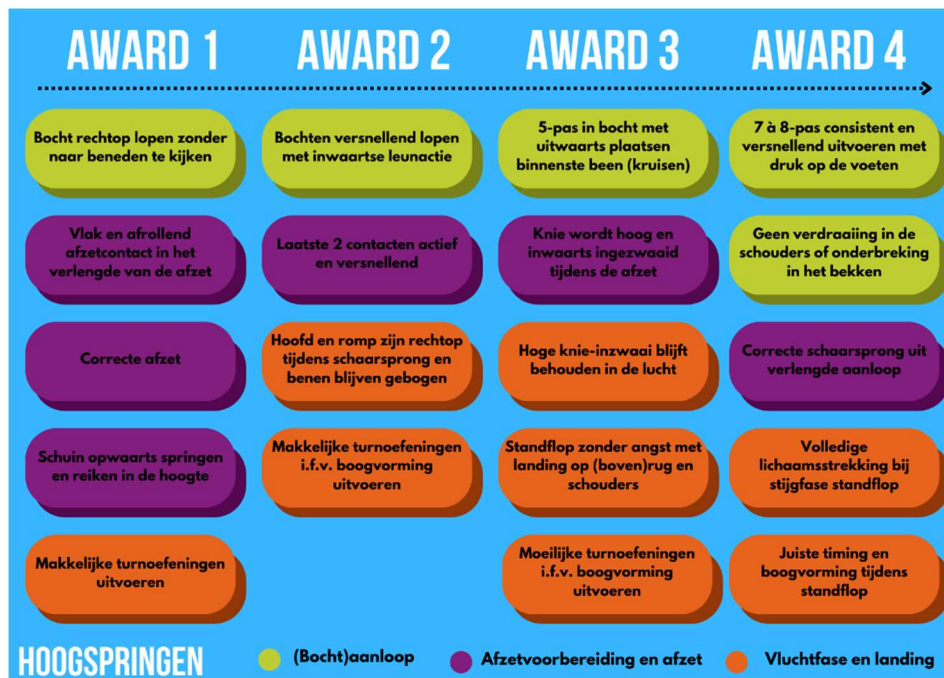 AWARD 1
AWARD 2
AWARD 3
AWARD 4
Bocht rechtop lopen zonder
naar beneden te kijken
Bochten versnellend lopen
met inwaartse leunactie
5-pas in bocht met
uitwaarts plaatsen
binnenste been (kruisen)
7 à 8-pas consistent en
versnellend uitvoeren met
druk op de voeten
Vlak en afrollend
afzetcontact in het
verlengde van de afzet
Laatste 2 contacten actief
en versnellend
Knie wordt hoog en
inwaarts ingezwaaid
tijdens de afzet
Geen verdraaiing in de
schouders of onderbreking
in het bekken
Correcte afzet
Hoofd en romp zijn rechtop
tijdens schaarsprong en
benen blijven gebogen
Hoge knie-inzwaai blijft
behouden in de lucht
Correcte schaarsprong uit
verlengde aanloop
Schuin opwaarts springen
en reiken in de hoogte
Makkelijke turnoefeningen
i.f.v. boogvorming
uitvoeren
Standflop zonder angst met
landing op (boven)rug en
schouders
Volledige
lichaamsstrekking bij
stijgfase standflop
Makkelijke turnoefeningen
uitvoeren
Moeilijke turnoefeningen
i.f.v. boogvorming
uitvoeren
Juiste timing en
boogvorming tijdens
standflop
HOOGSPRINGEN
(Bocht)aanloop
Afzetvoorbereiding en afzet
Vluchtfase en landing